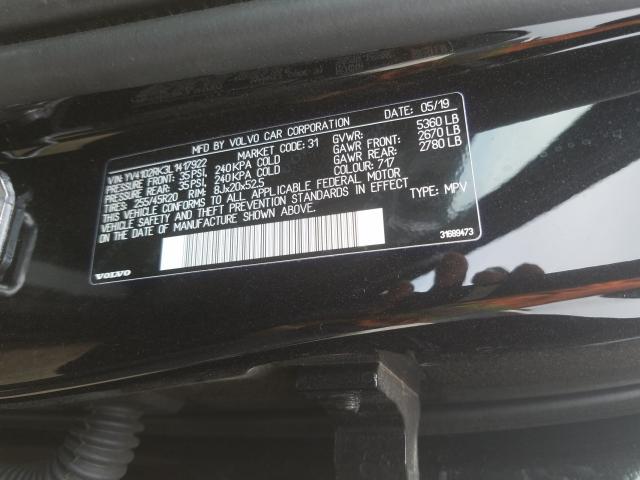 MFD BY VOLVO CAR CORPORATION DATE: 05/19
VIN: YV4102RK3L1417922 MARKET CODE: 31 GVWR: 5360 LB
PRESSURE FRONT: 35PSI, 240KPA COLD GAWR FRONT: 2670 LB
PRESSURE REAR: 35PSI, 240KPA COLD GAWR REAR: 2780 LB
TIRES: 255/45R20 RIM: 8Jx20x52.5 COLOUR: 717
THIS VEHICLE CONFORMS TO ALL APPLICABLE FEDERAL MOTOR
VEHICLE SAFETY AND THEFT PREVENTION STANDARDS IN EFFECT
ON THE DATE OF MANUFACTURE SHOWN ABOVE. TYPE: MPV
VOLVO 31689473